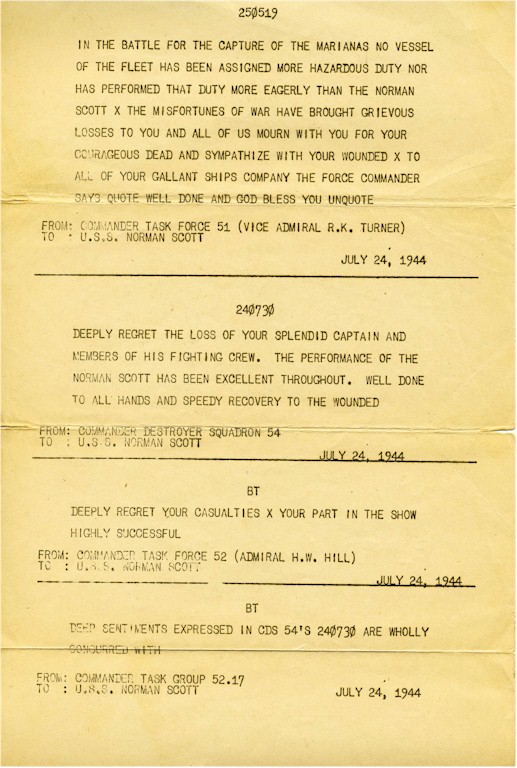 25Ø519
IN THE BATTLE FOR THE CAPTURE OF THE MARIANAS NO VESSEL
OF THE FLEET HAS BEEN ASSIGNED MORE HAZARDOUS DUTY NOR
HAS PERFORMED THAT DUTY MORE EAGERLY THAN THE NORMAN
SCOTT X THE MISFORTUNES OF WAR HAVE BROUGHT GRIEVOUS
LOSSES TO YOU AND ALL OF US MOURN WITH YOU FOR YOUR
COURAGEOUS DEAD AND SYMPATHIZE WITH YOUR WOUNDED X TO
ALL OF YOUR GALLANT SHIPS COMPANY THE FORCE COMMANDER
SAYS QUOTE WELL DONE AND GOD BLESS YOU UNQUOTE
FROM: COMMANDER TASK FORCE 51 (VICE ADMIRAL R.K. TURNER)
TO : U.S.S. NORMAN SCOTT
JULY 24, 1944
24Ø73Ø
DEEPLY REGRET THE LOSS OF YOUR SPLENDID CAPTAIN AND
MEMBERS OF HIS FIGHTING CREW. THE PERFORMANCE OF THE
NORMAN SCOTT HAS BEEN EXCELLENT THROUGHOUT. WELL DONE
TO ALL HANDS AND SPEEDY RECOVERY TO THE WOUNDED
FROM: COMMANDER DESTROYER SQUADRON 54
TO : U.S.S. NORMAN SCOTT
JULY 24, 1944
BT
DEEPLY REGRET YOUR CASUALTIES X YOUR PART IN THE SHOW
HIGHLY SUCCESSFUL
FROM: COMMANDER TASK FORCE 52 (ADMIRAL H.W. HILL)
TO : U.S.S. NORMAN SCOTT
JULY 24, 1944
BT
DEEP SENTIMENTS EXPRESSED IN CDS 54'S 24Ø73Ø ARE WHOLLY
CONCURRED WITH
FROM: COMMANDER TASK GROUP 52.17
TO : U.S.S. NORMAN SCOTT
JULY 24, 1944